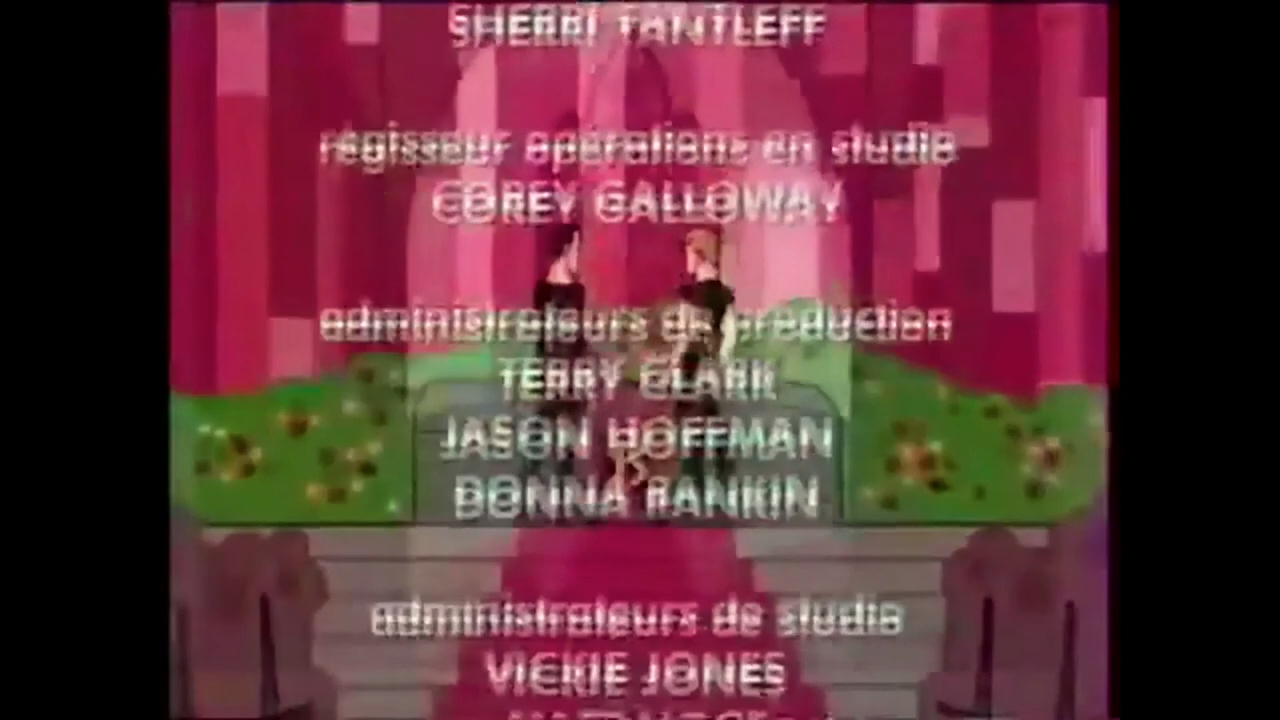 SHERRI TANTLEFF
régisseur opérations en studio
COREY GALLOWAY
administrateurs de production
TERRY CLARK
JASON HOFFMAN
DONNA RANKIN
administrateurs de studio
VICKIE JONES